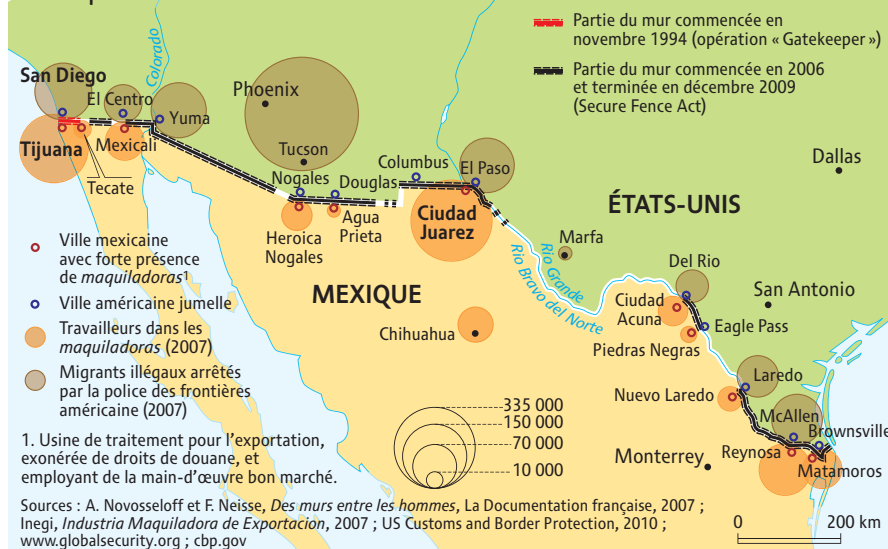 Partie du mur commencée en
novembre 1994 (opération « Gatekeeper »)
Partie du mur commencée en 2006
et terminée en décembre 2009
(Secure Fence Act)
San Diego
El Centro
Colorado
Yuma
Phoenix
Tijuana
Mexicali
Tecate
Tucson
Nogales
Douglas
Columbus
El Paso
Dallas
Heroica
Nogales
Agua
Prieta
Ciudad
Juarez
ÉTATS-UNIS
Marfa
Rio Grande
Rio Bravo del Norte
MEXIQUE
Chihuahua
Del Rio
San Antonio
Ciudad
Acuna
Eagle Pass
Piedras Negras
Laredo
Nuevo Laredo
McAllen
Brownsville
Reynosa
Matamoros
Monterrey
Ville mexicaine
avec forte présence
de maquiladoras¹
Ville américaine jumelle
Travailleurs dans les
maquiladoras (2007)
Migrants illégaux arrêtés
par la police des frontières
américaine (2007)
335 000
150 000
70 000
10 000
1. Usine de traitement pour l'exportation,
exonérée de droits de douane, et
employant de la main-d'œuvre bon marché.
Sources : A. Novosseloff et F. Neisse, Des murs entre les hommes, La Documentation française, 2007 ;
Inegi, Industria Maquiladora de Exportacion, 2007 ; US Customs and Border Protection, 2010 ;
www.globalsecurity.org ; cbp.gov
0 200 km